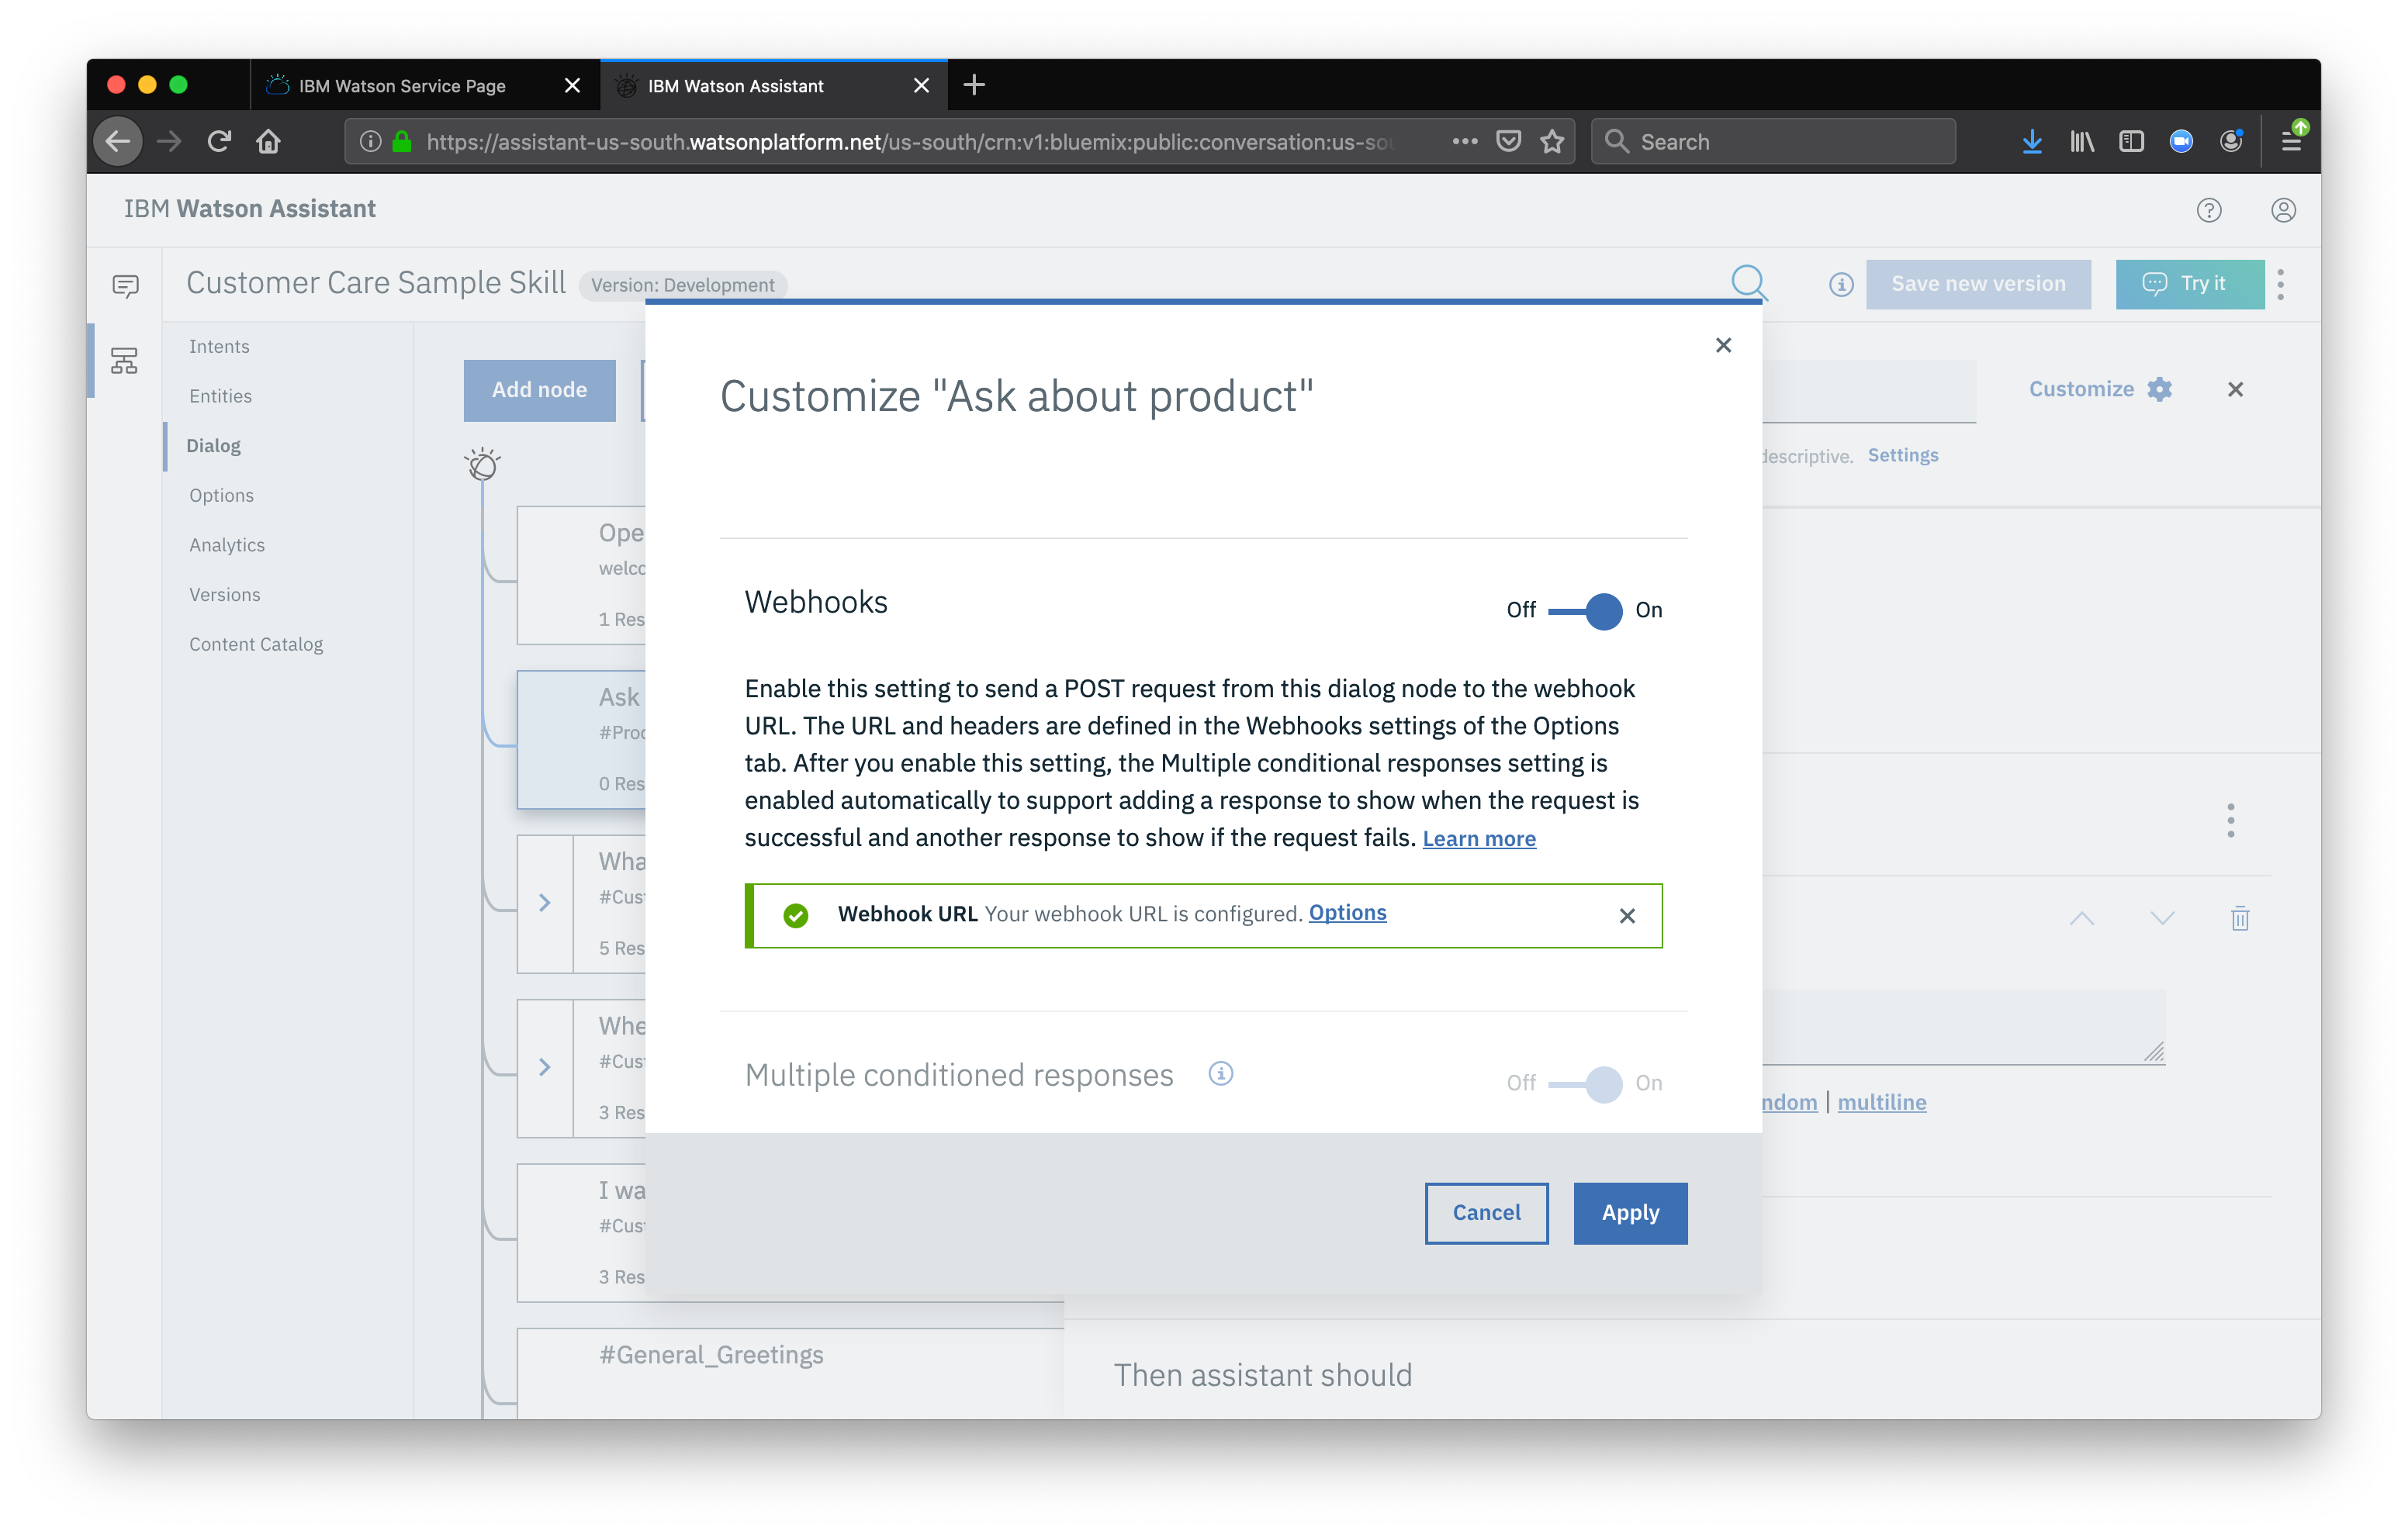 IBM Watson Service Page
IBM Watson Assistant
https://assistant-us-south.watsonplatform.net/us-south/crn:v1:bluemix:public:conversation:us-sou
Search
IBM Watson Assistant
Customer Care Sample Skill
Version: Development
Save new version
Try it
Intents
Entities
Dialog
Options
Analytics
Versions
Content Catalog
Add node
Customize
descriptive. Settings
Ope
welco
1 Res
Ask
#Proc
0 Res
Wha
#Cust
5 Res
Whe
#Cust
3 Res
I wa
#Cust
3 Res
#General_Greetings
Customize "Ask about product"
Webhooks
Off On
Enable this setting to send a POST request from this dialog node to the webhook
URL. The URL and headers are defined in the Webhooks settings of the Options
tab. After you enable this setting, the Multiple conditional responses setting is
enabled automatically to support adding a response to show when the request is
successful and another response to show if the request fails. Learn more
Webhook URL Your webhook URL is configured. Options
Multiple conditioned responses
Off On
Cancel
Apply
ndom | multiline
Then assistant should